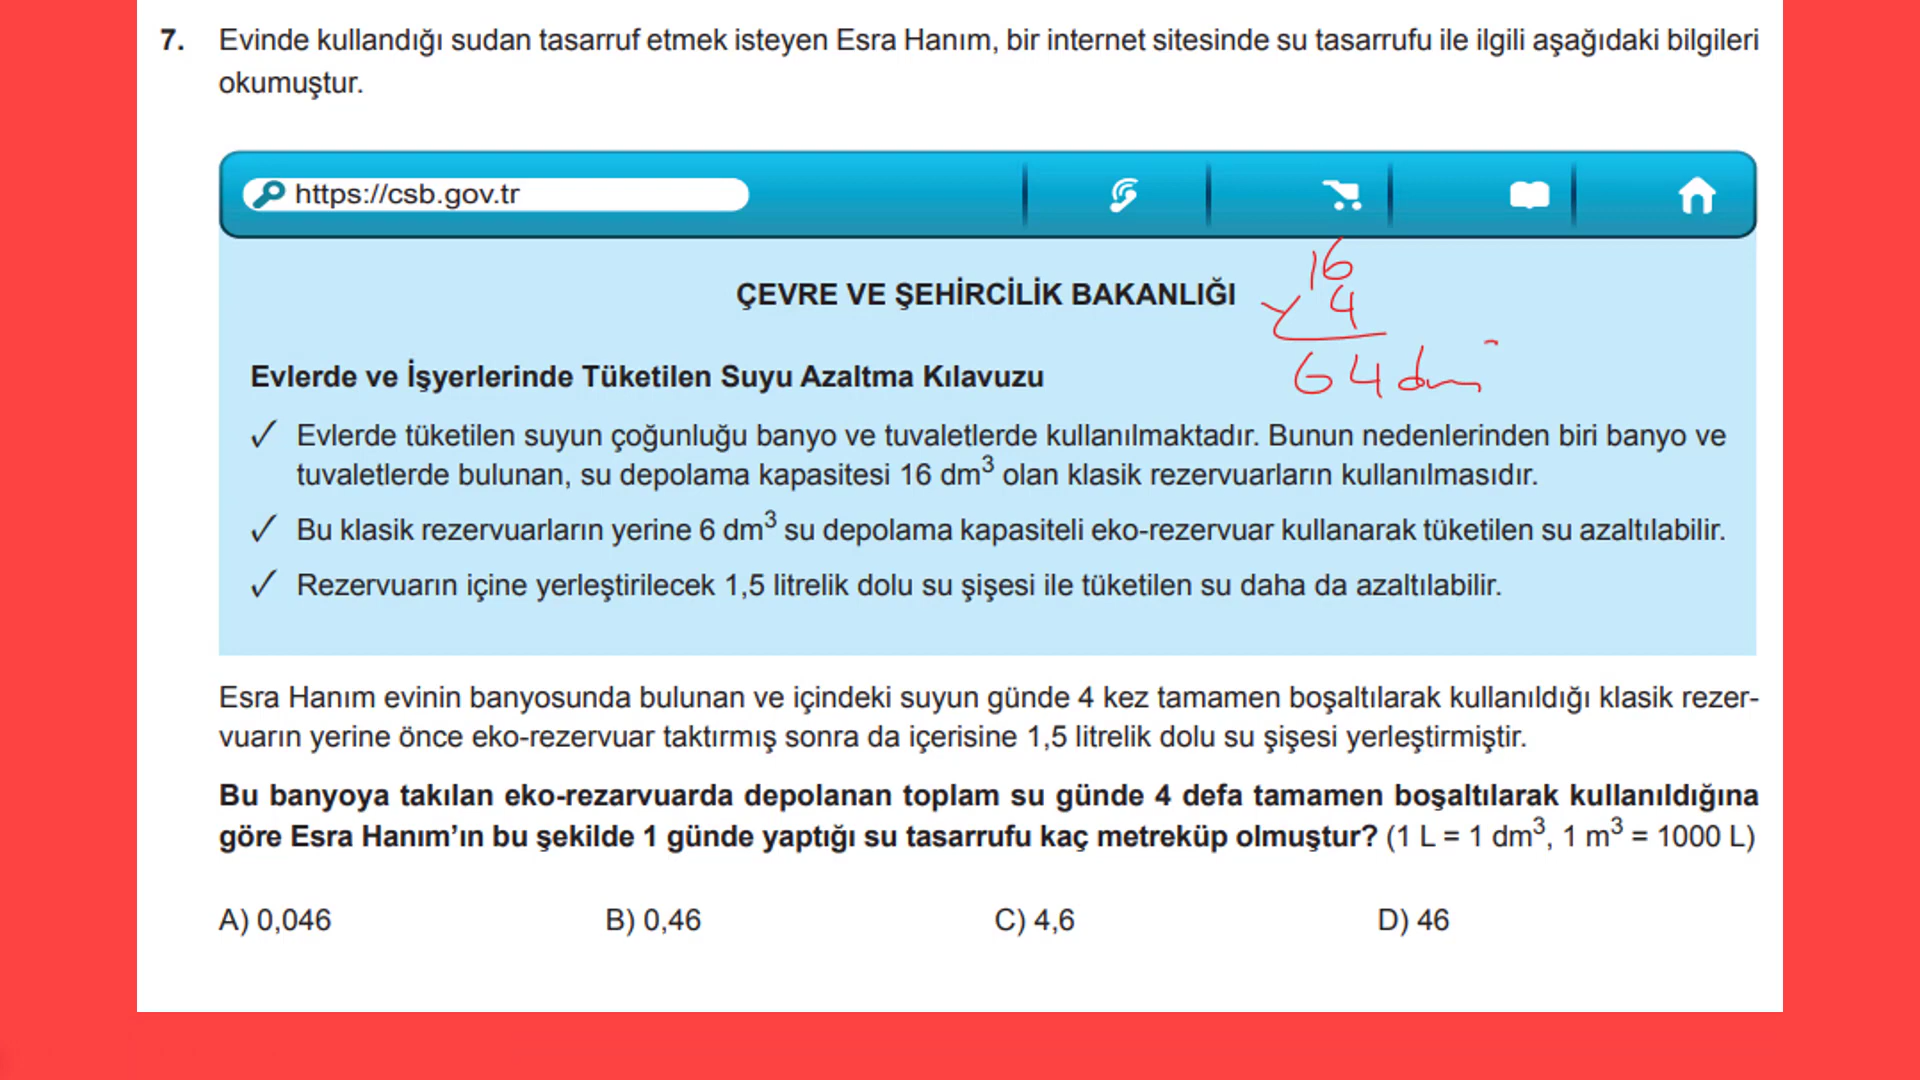 7. Evinde kullandığı sudan tasarruf etmek isteyen Esra Hanım, bir internet sitesinde su tasarrufu ile ilgili aşağıdaki bilgileri
okumuştur.
https://csb.gov.tr
ÇEVRE VE ŞEHİRCİLİK BAKANLIĞI
16
x 4
64 dm
Evlerde ve İşyerlerinde Tüketilen Suyu Azaltma Kılavuzu
✓ Evlerde tüketilen suyun çoğunluğu banyo ve tuvaletlerde kullanılmaktadır. Bunun nedenlerinden biri banyo ve
tuvaletlerde bulunan, su depolama kapasitesi 16 dm³ olan klasik rezervuarların kullanılmasıdır.
✓ Bu klasik rezervuarların yerine 6 dm³ su depolama kapasiteli eko-rezervuar kullanarak tüketilen su azaltılabilir.
✓ Rezervuarın içine yerleştirilecek 1,5 litrelik dolu su şişesi ile tüketilen su daha da azaltılabilir.
Esra Hanım evinin banyosunda bulunan ve içindeki suyun günde 4 kez tamamen boşaltılarak kullanıldığı klasik rezer-
vuarın yerine önce eko-rezervuar taktırmış sonra da içerisine 1,5 litrelik dolu su şişesi yerleştirmiştir.
Bu banyoya takılan eko-rezarvuarda depolanan toplam su günde 4 defa tamamen boşaltılarak kullanıldığına
göre Esra Hanım’ın bu şekilde 1 günde yaptığı su tasarrufu kaç metreküp olmuştur? (1 L = 1 dm³, 1 m³ = 1000 L)
A) 0,046 B) 0,46 C) 4,6 D) 46